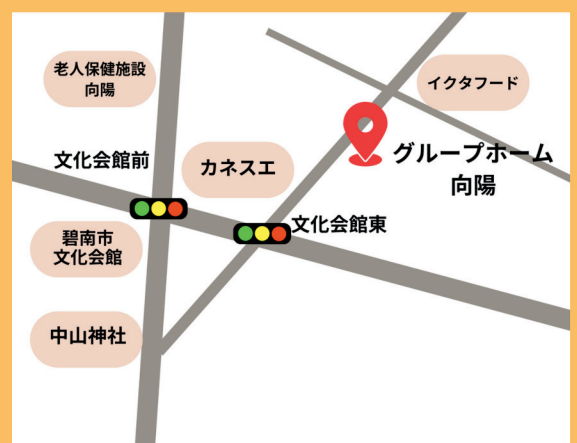 老人保健施設
向陽
イクタフード
文化会館前
カネスエ
グループホーム
向陽
文化会館東
碧南市
文化会館
中山神社